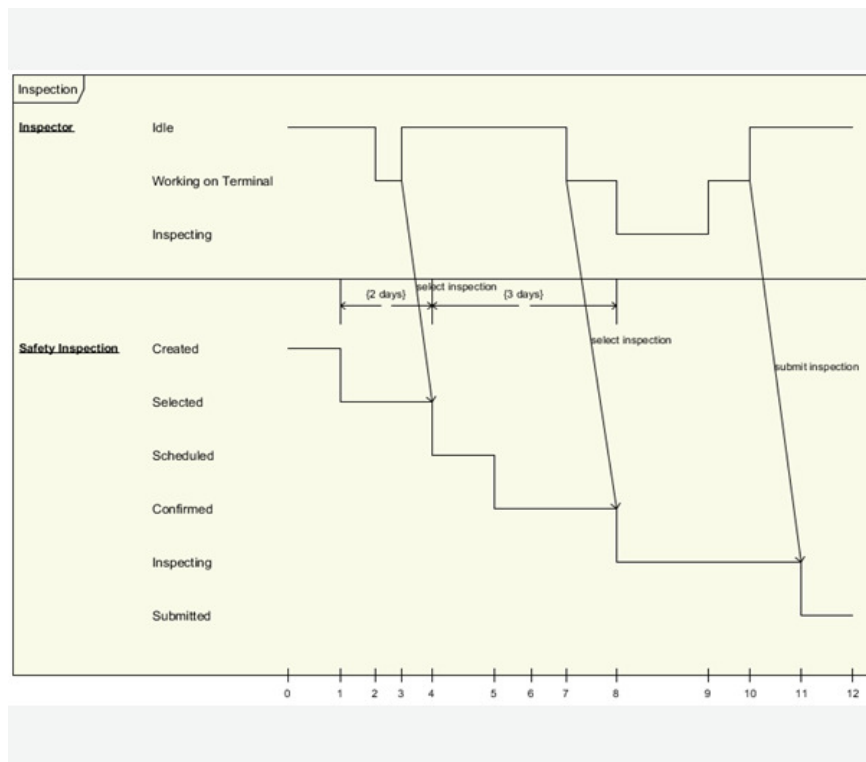 Inspection
Inspector
Idle
Working on Terminal
Inspecting
select inspection
{2 days}
{3 days}
select inspection
submit inspection
Safety Inspection
Created
Selected
Scheduled
Confirmed
Inspecting
Submitted
0 1 2 3 4 5 6 7 8 9 10 11 12